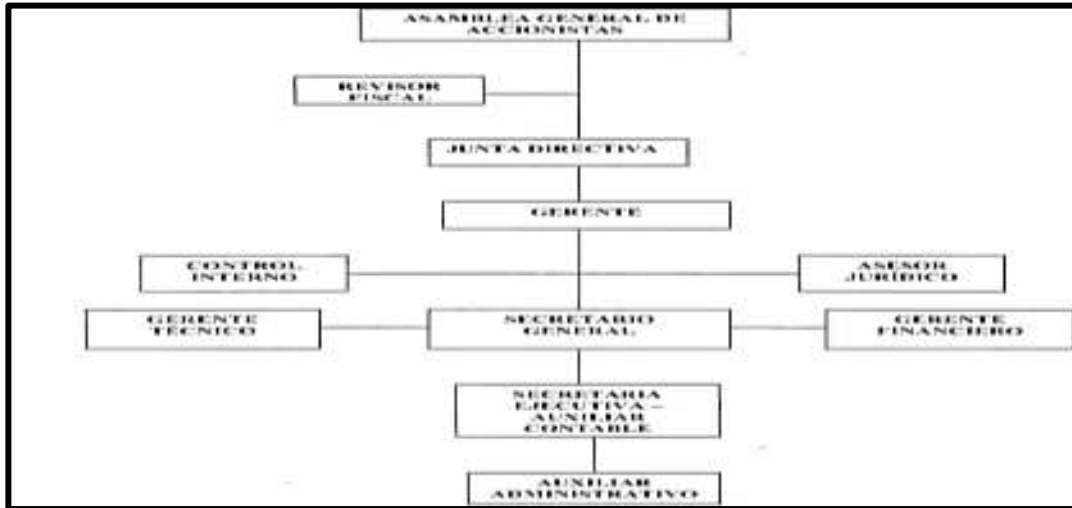 ASAMBLEA GENERAL DE
ACCIONISTAS
REVISOR
FISCAL
JUNTA DIRECTIVA
GERENTE
CONTROL
INTERNO
ASESOR
JURÍDICO
GERENTE
TÉCNICO
SECRETARIO
GENERAL
GERENTE
FINANCIERO
SECRETARIA
EJECUTIVA –
AUXILIAR
CONTABLE
AUXILIAR
ADMINISTRATIVO